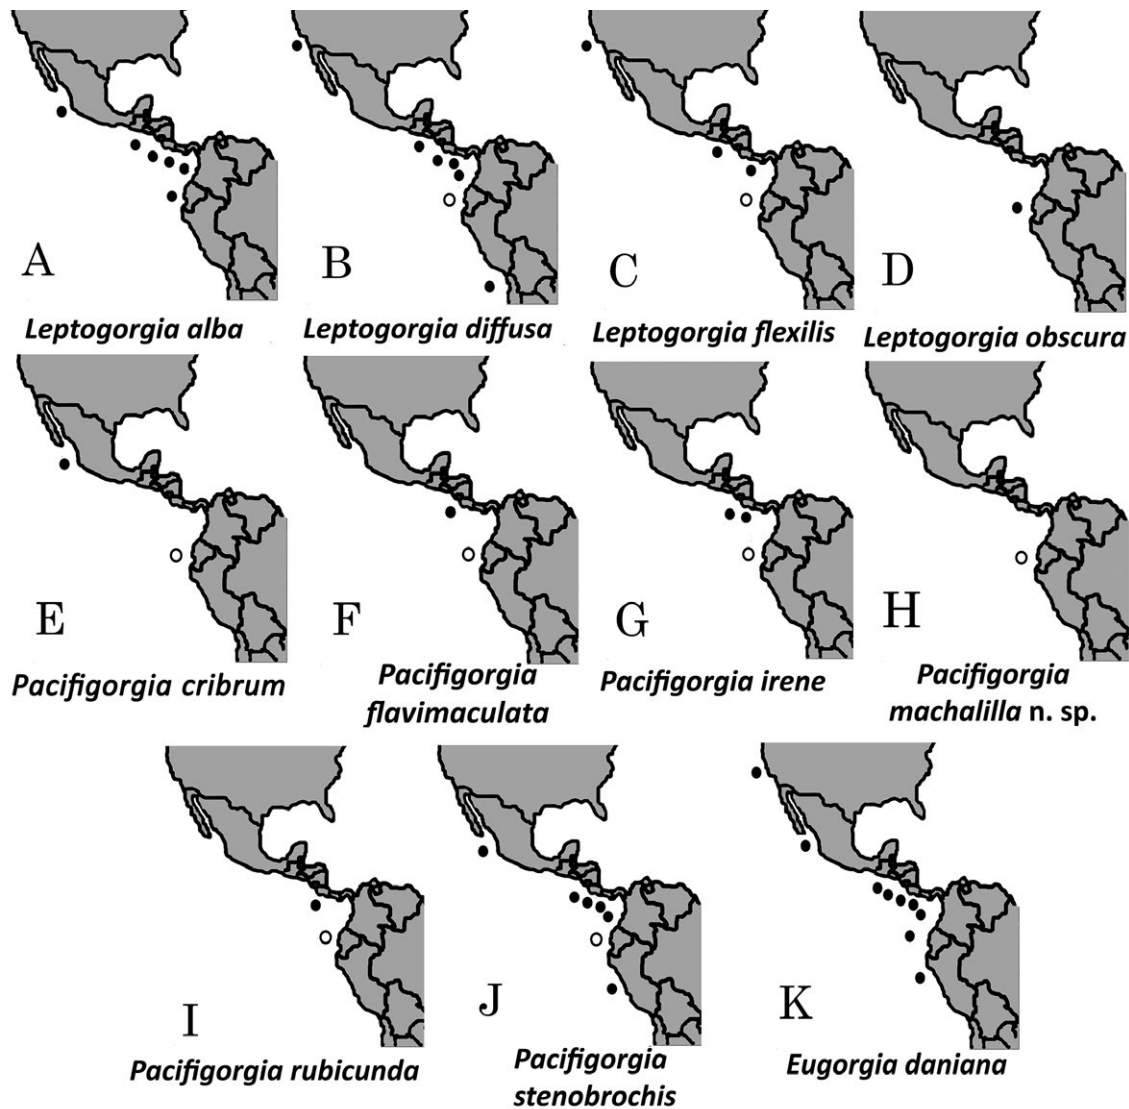 A
B
C
D
Leptogorgia alba
Leptogorgia diffusa
Leptogorgia flexilis
Leptogorgia obscura
E
F
G
H
Pacifigorgia cribrum
Pacifigorgia
flavimaculata
Pacifigorgia irene
Pacifigorgia
machalilla n. sp.
I
J
K
Pacifigorgia rubicunda
Pacifigorgia
stenobrochis
Eugorgia daniana